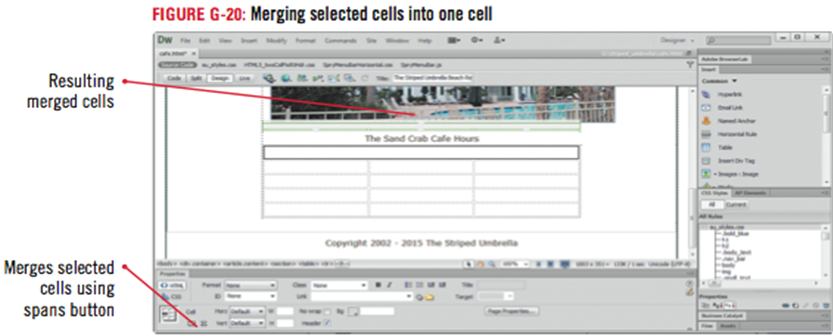 FIGURE G-20: Merging selected cells into one cell
Dw File Edit View Insert Modify Format Commands Site Window Help Designer
cafe.html*
Source Code su_styles.css HTML5_twoColFixRtHdr.css SpryMenuBarHorizontal.css SpryMenuBar.js
Code Split Design Live Title: The Striped Umbrella Beach Re
Resulting
merged cells
The Sand Crab Cafe Hours
Copyright 2002 - 2015 The Striped Umbrella
Adobe BrowserLab
Insert
Common
Hyperlink
Email Link
Named Anchor
Horizontal Rule
Table
Insert Div Tag
Images : Image
CSS Styles AP Elements
All Current
All Rules
su_styles.css
.bold_blue
h1
h2
.body_text
.nav_bar
body
img
Properties
Business Catalyst
Files Assets
<body> <div.container> <article.content> <section> <table> <tr>
100%
Unicode (UTF-8)
Merges selected
cells using
spans button
Properties
HTML Format None Class None B I Title
CSS ID None Link Target
Cell Horz Default W No wrap Bg Page Properties...
Vert Default H Header